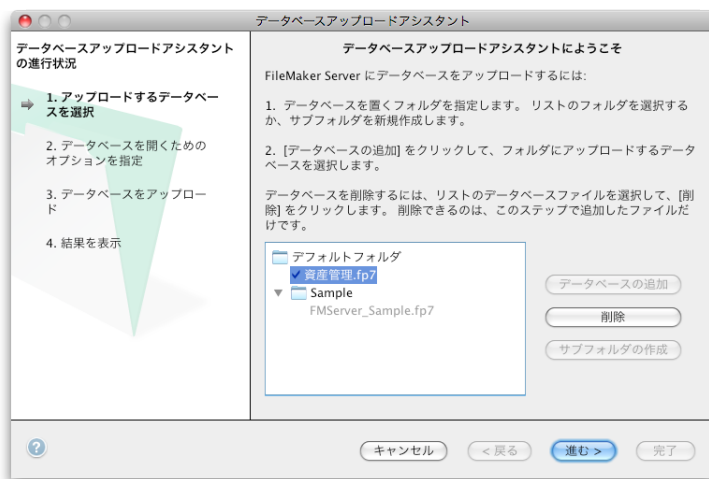 データベースアップロードアシスタント
データベースアップロードアシスタント
の進行状況
1. アップロードするデータベー
スを選択
2. データベースを開くための
オプションを指定
3. データベースをアップロー
ド
4. 結果を表示
データベースアップロードアシスタントにようこそ
FileMaker Server にデータベースをアップロードするには:
1. データベースを置くフォルダを指定します。 リストのフォルダを選択する
か、サブフォルダを新規作成します。
2. [データベースの追加] をクリックして、フォルダにアップロードするデータ
ベースを選択します。
データベースを削除するには、リストのデータベースファイルを選択して、[削
除] をクリックします。 削除できるのは、このステップで追加したファイルだ
けです。
デフォルトフォルダ
資産管理.fp7
Sample
FMServer_Sample.fp7
データベースの追加
削除
サブフォルダの作成
?
キャンセル
< 戻る
進む >
完了